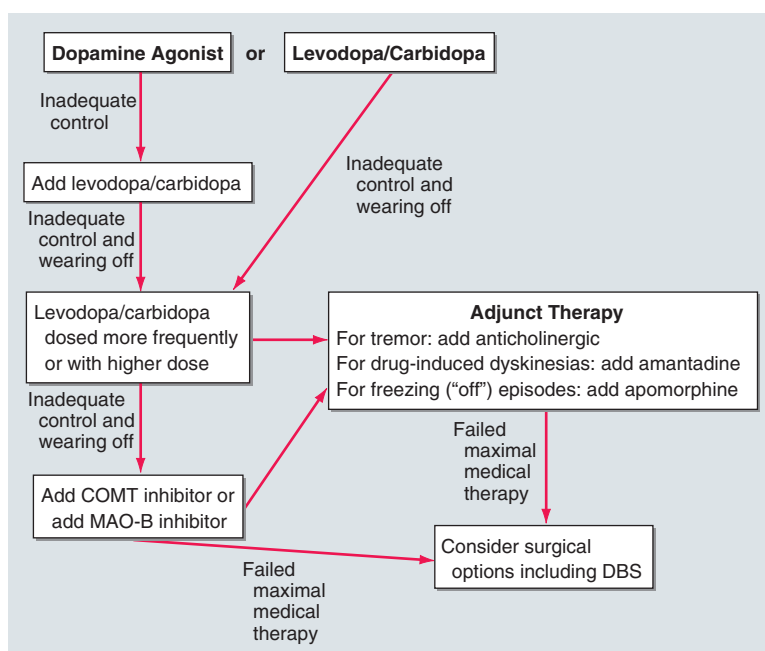 Dopamine Agonist or Levodopa/Carbidopa
Inadequate
control
Add levodopa/carbidopa
Inadequate
control and
wearing off
Inadequate
control and
wearing off
Levodopa/carbidopa
dosed more frequently
or with higher dose
Adjunct Therapy
For tremor: add anticholinergic
For drug-induced dyskinesias: add amantadine
For freezing (“off”) episodes: add apomorphine
Inadequate
control and
wearing off
Failed
maximal
medical
therapy
Add COMT inhibitor or
add MAO-B inhibitor
Consider surgical
options including DBS
Failed
maximal
medical
therapy